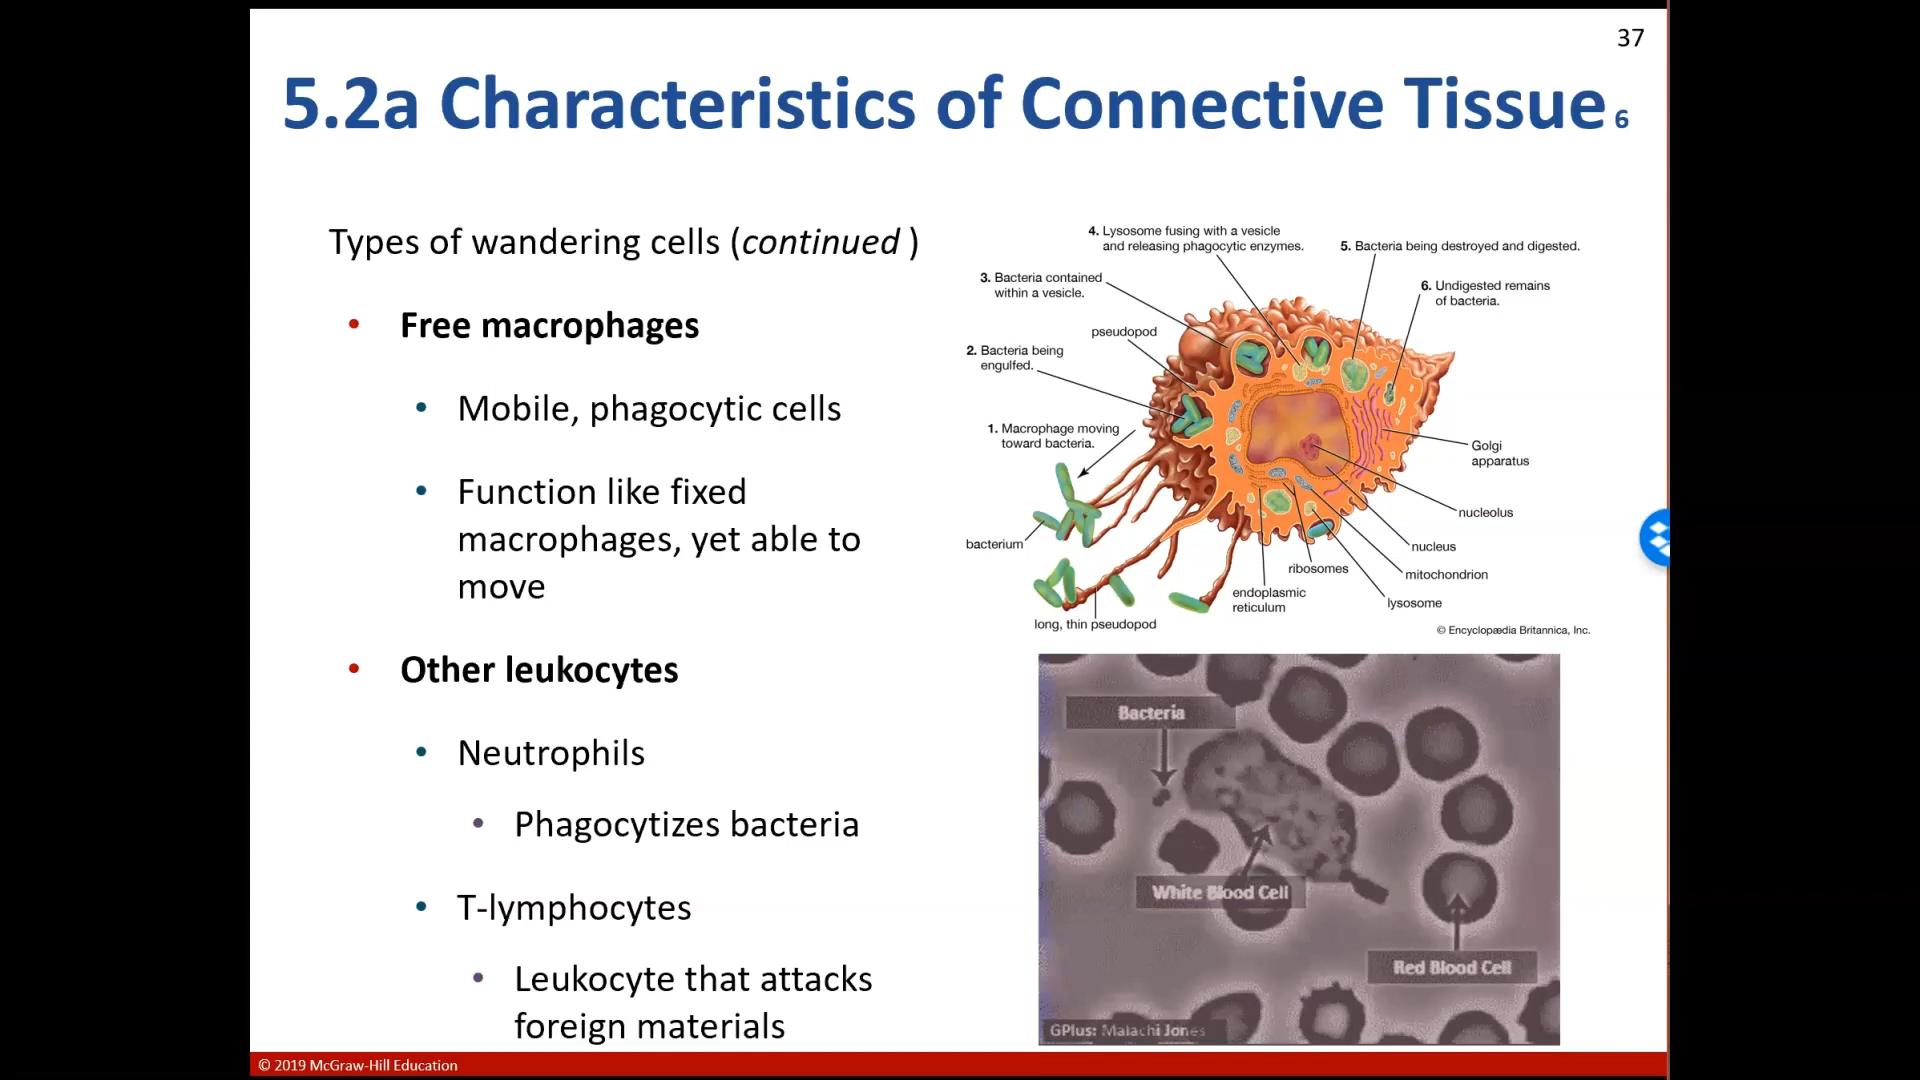 37
5.2a Characteristics of Connective Tissue 6
Types of wandering cells (continued )
• Free macrophages
• Mobile, phagocytic cells
• Function like fixed
macrophages, yet able to
move
• Other leukocytes
• Neutrophils
• Phagocytizes bacteria
• T-lymphocytes
• Leukocyte that attacks
foreign materials
4. Lysosome fusing with a vesicle
and releasing phagocytic enzymes.
5. Bacteria being destroyed and digested.
3. Bacteria contained
within a vesicle.
6. Undigested remains
of bacteria.
pseudopod
2. Bacteria being
engulfed.
1. Macrophage moving
toward bacteria.
Golgi
apparatus
nucleolus
bacterium
nucleus
ribosomes
mitochondrion
endoplasmic
reticulum
lysosome
long, thin pseudopod
© Encyclopædia Britannica, Inc.
Bacteria
White Blood Cell
Red Blood Cell
GPlus: Malachi Jones
© 2019 McGraw-Hill Education